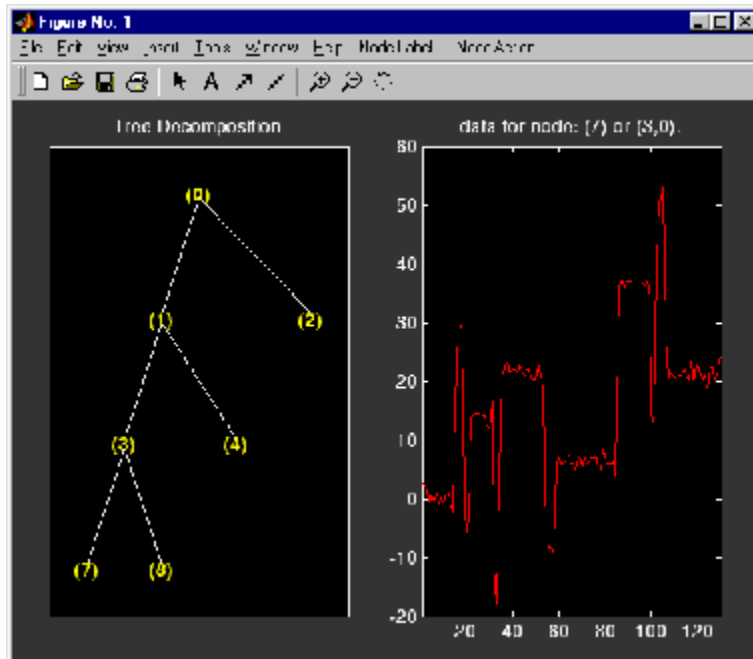 Figure No. 1
File Edit View Insert Tools Window Help Node Label Node Action
Tree Decomposition
data for node: (7) or (3,0).
(0)
(1) (2)
(3) (4)
(7) (8)
60
50
40
30
20
10
0
-10
-20
20 40 60 80 100 120